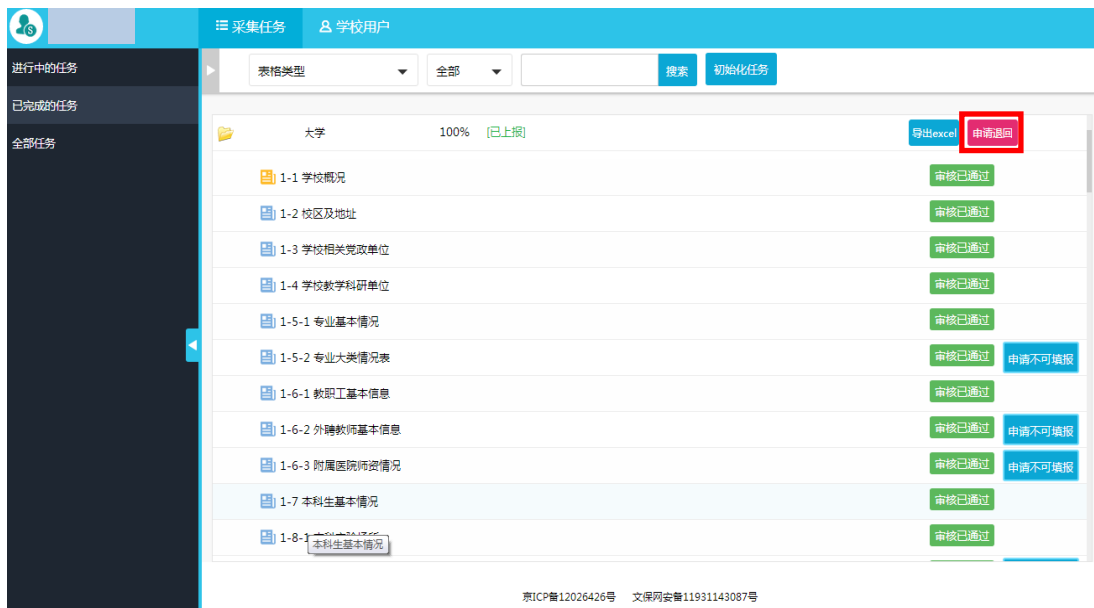 采集任务 学校用户
进行中的任务
已完成的任务
全部任务
表格类型 全部 搜索 初始化任务
大学 100% [已上报] 导出excel 申请退回
1-1 学校概况 审核已通过
1-2 校区及地址 审核已通过
1-3 学校相关党政单位 审核已通过
1-4 学校教学科研单位 审核已通过
1-5-1 专业基本情况 审核已通过
1-5-2 专业大类情况表 审核已通过 申请不可填报
1-6-1 教职工基本信息 审核已通过
1-6-2 外聘教师基本信息 审核已通过 申请不可填报
1-6-3 附属医院师资情况 审核已通过 申请不可填报
1-7 本科生基本情况 审核已通过
1-8-1 审核已通过
本科生基本情况
京ICP备12026426号 文保网安备11931143087号